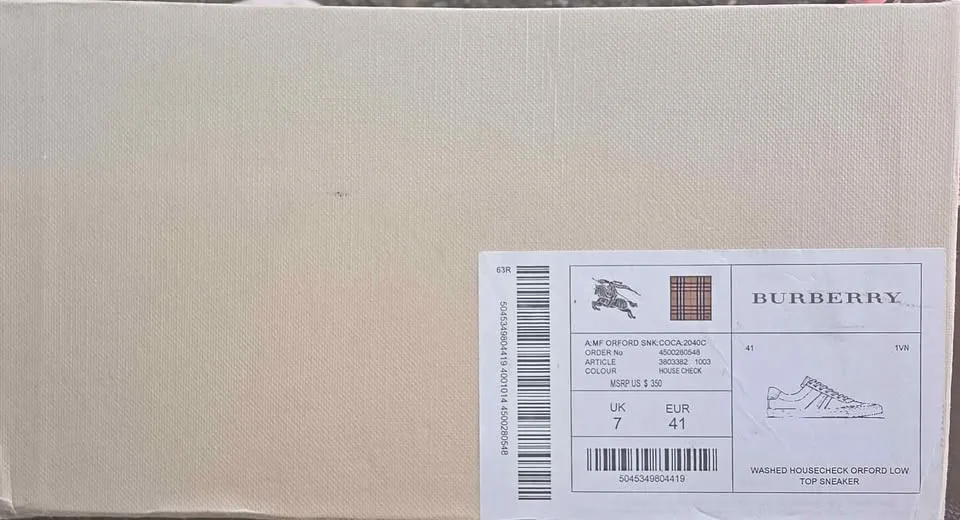 63R
5045349804419 4001014 4500280548
A:MF ORFORD SNK:COCA:2040C
ORDER No 4500280548
ARTICLE 3803382 1003
COLOUR HOUSE CHECK
MSRP US $ 350
UK EUR
7 41
5045349804419
BURBERRY
41 1VN
WASHED HOUSECHECK ORFORD LOW
TOP SNEAKER